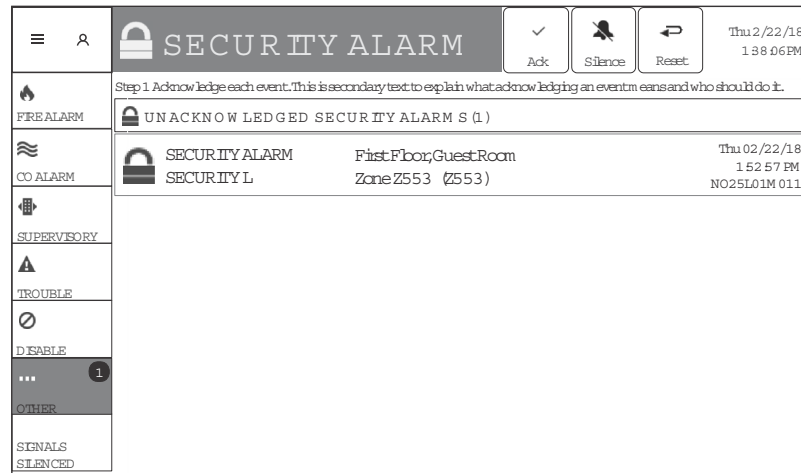 SECURITY ALARM
Ack
Silence
Reset
Thu 2/22/18
1:38:06 PM
Step 1 Acknowledge each event. This is secondary text to explain what acknowledging an event means and who should do it.
FIRE ALARM
UNACKNOWLEDGED SECURITY ALARMS (1)
CO ALARM
SECURITY ALARM First Floor, Guest Room Thu 02/22/18
SECURITY L Zone Z553 (Z553) 1:52:57 PM
NO25L01M011
SUPERVISORY
TROUBLE
DISABLE
1
OTHER
SIGNALS
SILENCED